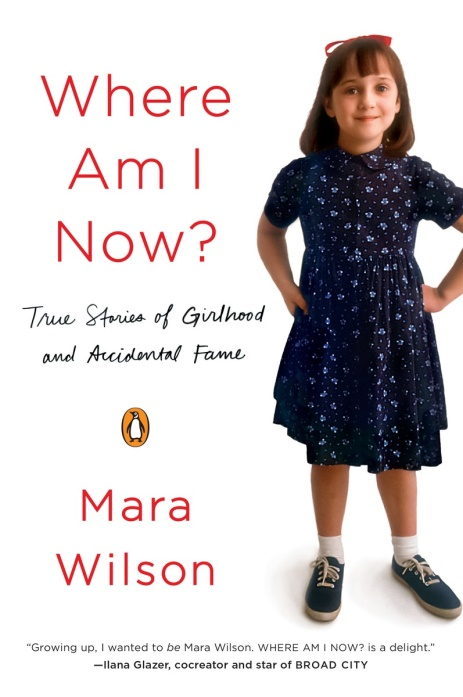 Where
Am I
Now?
True Stories of Girlhood
and Accidental Fame
Mara
Wilson
“Growing up, I wanted to be Mara Wilson. WHERE AM I NOW? is a delight.”
—Ilana Glazer, cocreator and star of BROAD CITY